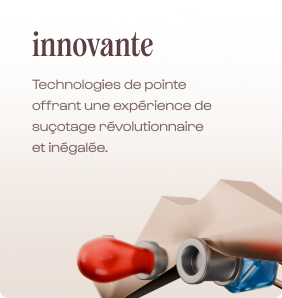 innovante
Technologies de pointe
offrant une expérience de
suçotage révolutionnaire
et inégalée.